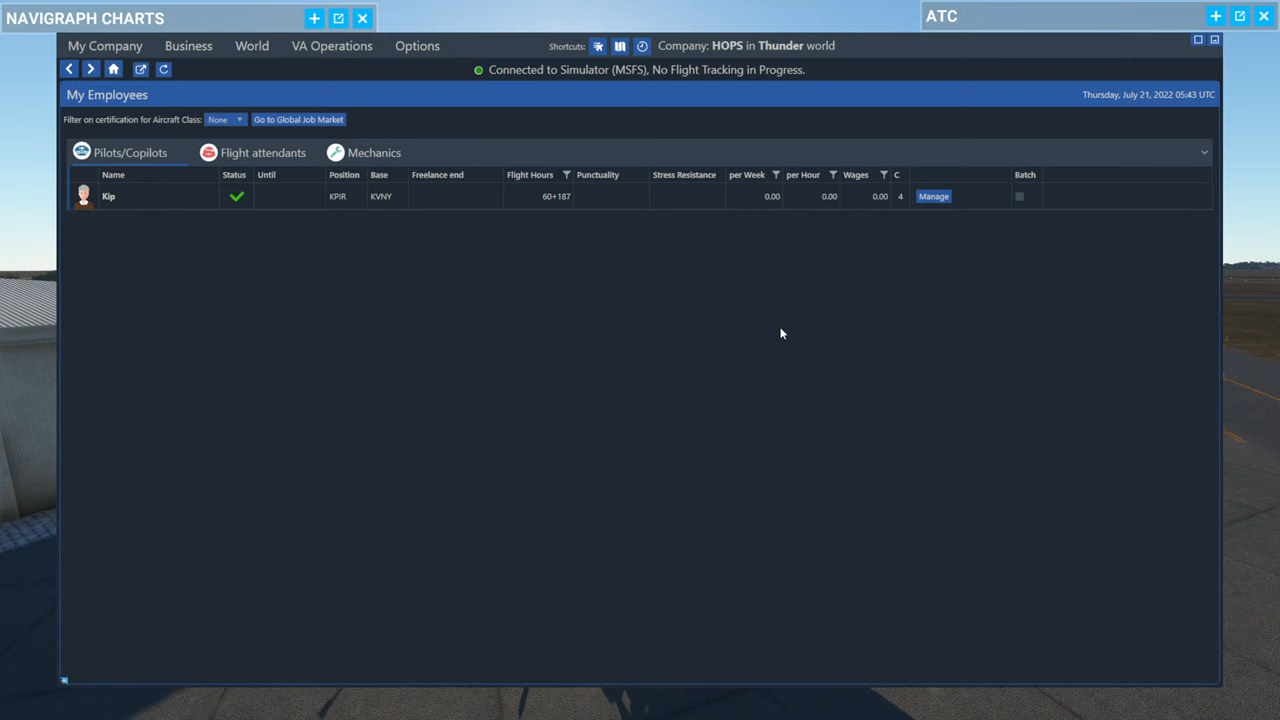 NAVIGRAPH CHARTS
ATC
My Company Business World VA Operations Options Shortcuts: Company: HOPS in Thunder world
Connected to Simulator (MSFS), No Flight Tracking in Progress.
My Employees Thursday, July 21, 2022 05:43 UTC
Filter on certification for Aircraft Class: None Go to Global Job Market
Pilots/Copilots Flight attendants Mechanics
Name Status Until Position Base Freelance end Flight Hours Punctuality Stress Resistance per Week per Hour Wages C Batch
Kip KPIR KVNY 60+187 0.00 0.00 0.00 4 Manage